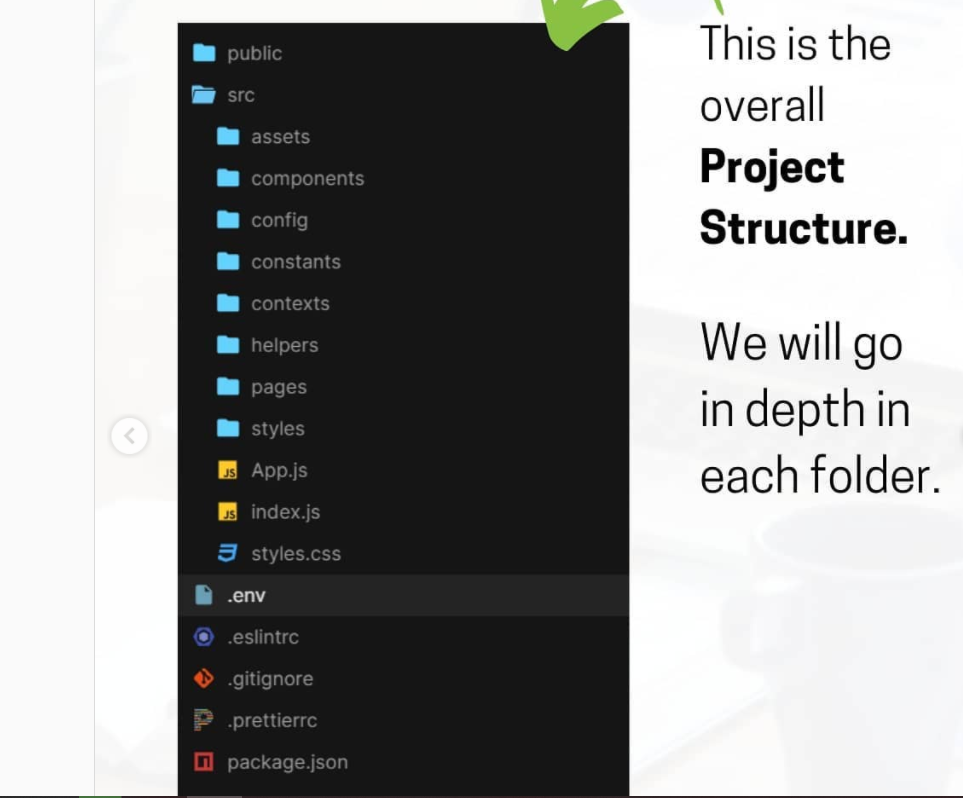 public
src
assets
components
config
constants
contexts
helpers
pages
styles
App.js
index.js
styles.css
.env
.eslintrc
.gitignore
.prettierrc
package.json
This is the
overall
Project
Structure.
We will go
in depth in
each folder.